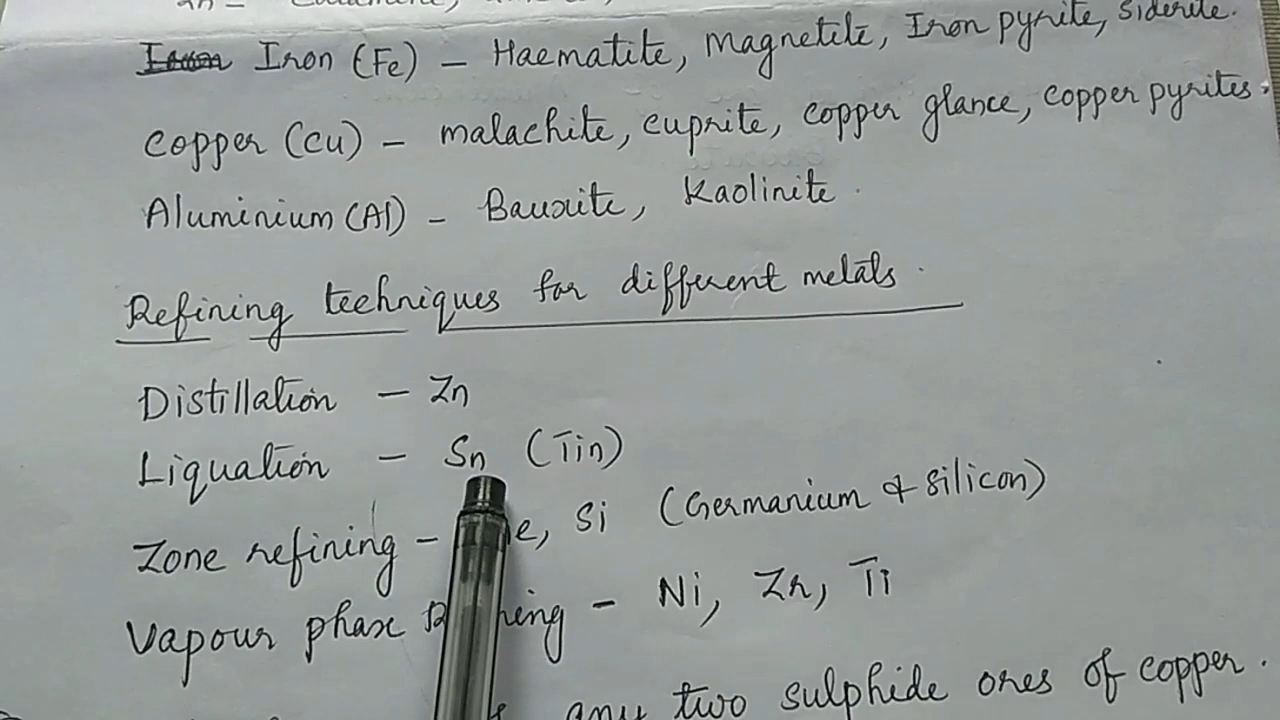 Iron (Fe) – Haematite, Magnetite, Iron pyrite, Siderite.
Copper (Cu) – malachite, cuprite, copper glance, copper pyrites.
Aluminium (Al) – Bauxite, Kaolinite.
Refining techniques for different metals.
Distillation – Zn
Liquation – Sn (Tin)
Zone refining – Si (Germanium & Silicon)
Vapour phase – Ni, Zr, Ti
any two sulphide ores of copper.